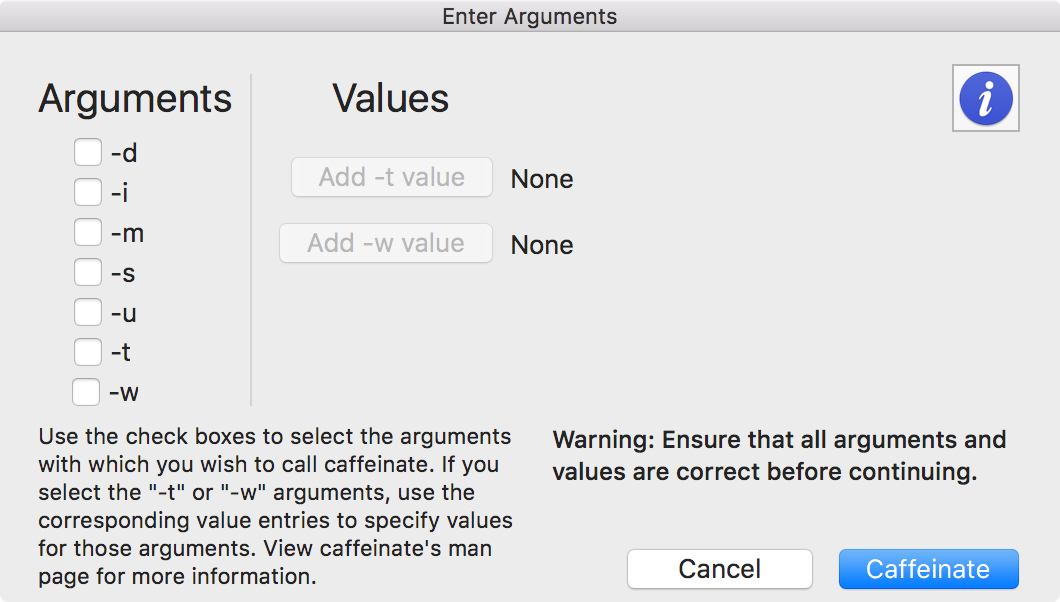 Enter Arguments
Arguments
Values
-d
-i
-m
-s
-u
-t
-w
Add -t value
None
Add -w value
None
i
Use the check boxes to select the arguments
with which you wish to call caffeinate. If you
select the "-t" or "-w" arguments, use the
corresponding value entries to specify values
for those arguments. View caffeinate's man
page for more information.
Warning: Ensure that all arguments and
values are correct before continuing.
Cancel
Caffeinate